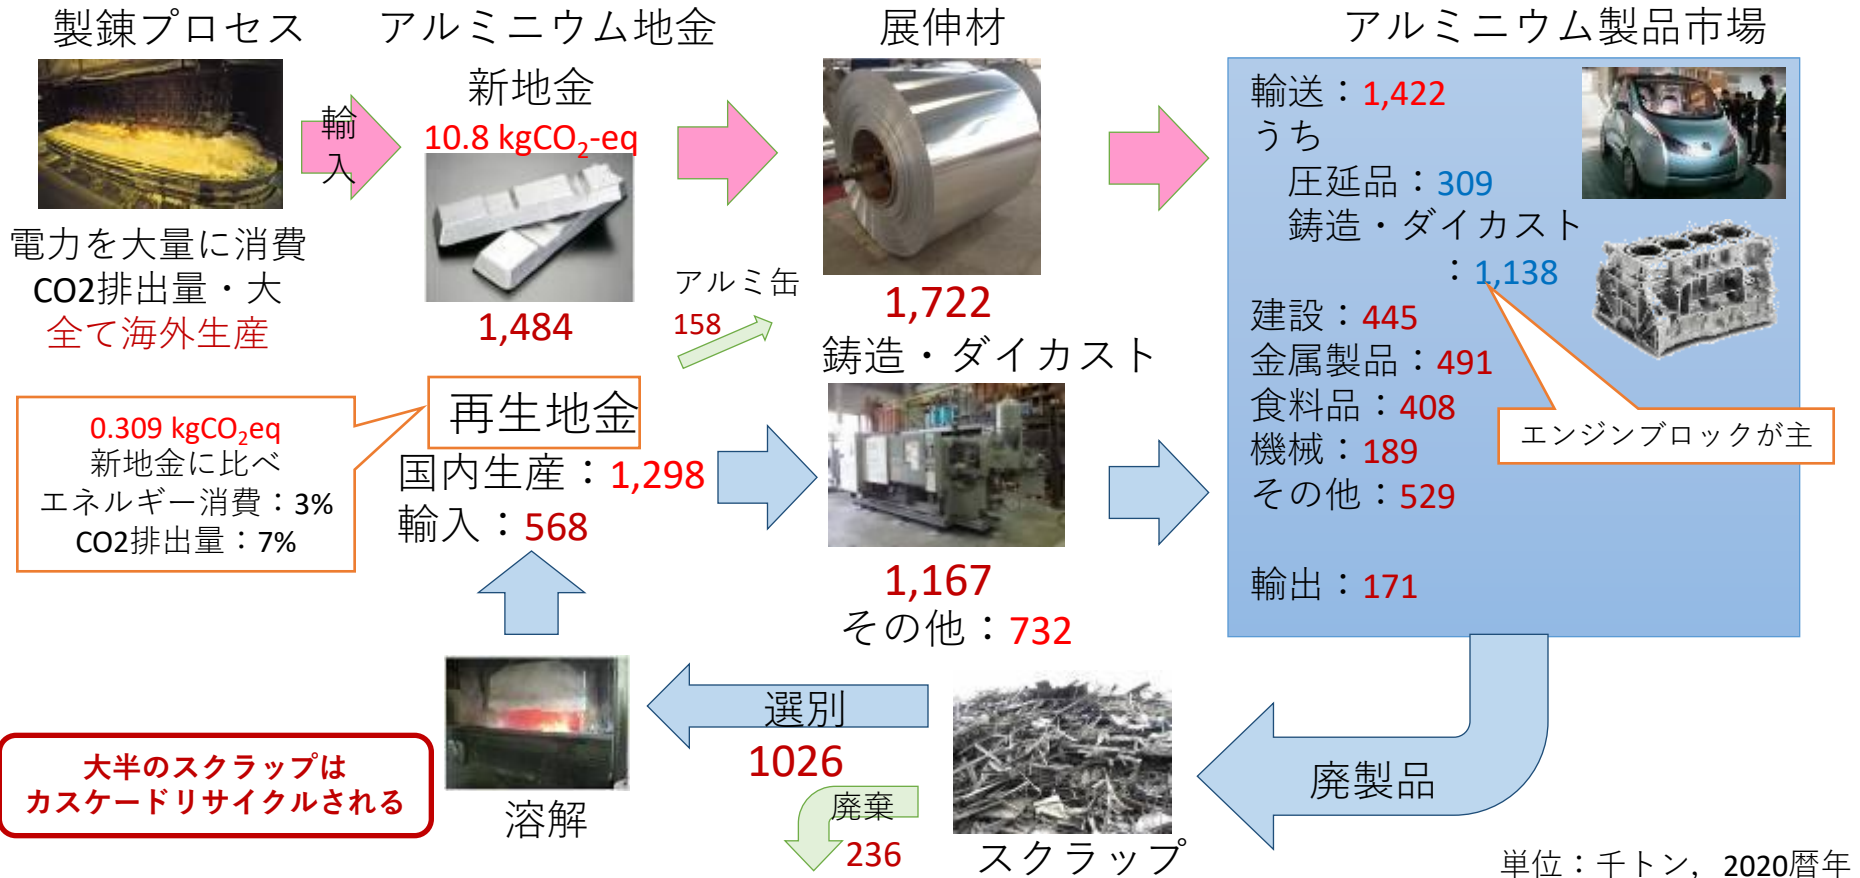 製錬プロセス
電力を大量に消費
CO2排出量・大
全て海外生産
輸
入
アルミニウム地金
新地金
10.8 kgCO₂-eq
1,484
アルミ缶
158
再生地金
国内生産：1,298
輸入：568
0.309 kgCO₂eq
新地金に比べ
エネルギー消費：3%
CO2排出量：7%
展伸材
1,722
鋳造・ダイカスト
1,167
その他：732
アルミニウム製品市場
輸送：1,422
うち
圧延品：309
鋳造・ダイカスト
：1,138
建設：445
金属製品：491
食料品：408
機械：189
その他：529
輸出：171
エンジンブロックが主
廃製品
スクラップ
選別
1026
廃棄
236
溶解
大半のスクラップは
カスケードリサイクルされる
単位：千トン，2020暦年